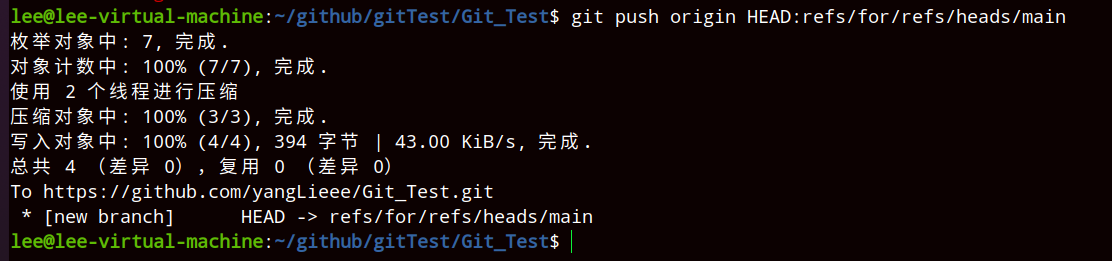 lee@lee-virtual-machine:~/github/gitTest/Git_Test$ git push origin HEAD:refs/for/refs/heads/main
枚举对象中: 7, 完成.
对象计数中: 100% (7/7), 完成.
使用 2 个线程进行压缩
压缩对象中: 100% (3/3), 完成.
写入对象中: 100% (4/4), 394 字节 | 43.00 KiB/s, 完成.
总共 4 （差异 0），复用 0 （差异 0）
To https://github.com/yangLieee/Git_Test.git
 * [new branch]      HEAD -> refs/for/refs/heads/main
lee@lee-virtual-machine:~/github/gitTest/Git_Test$